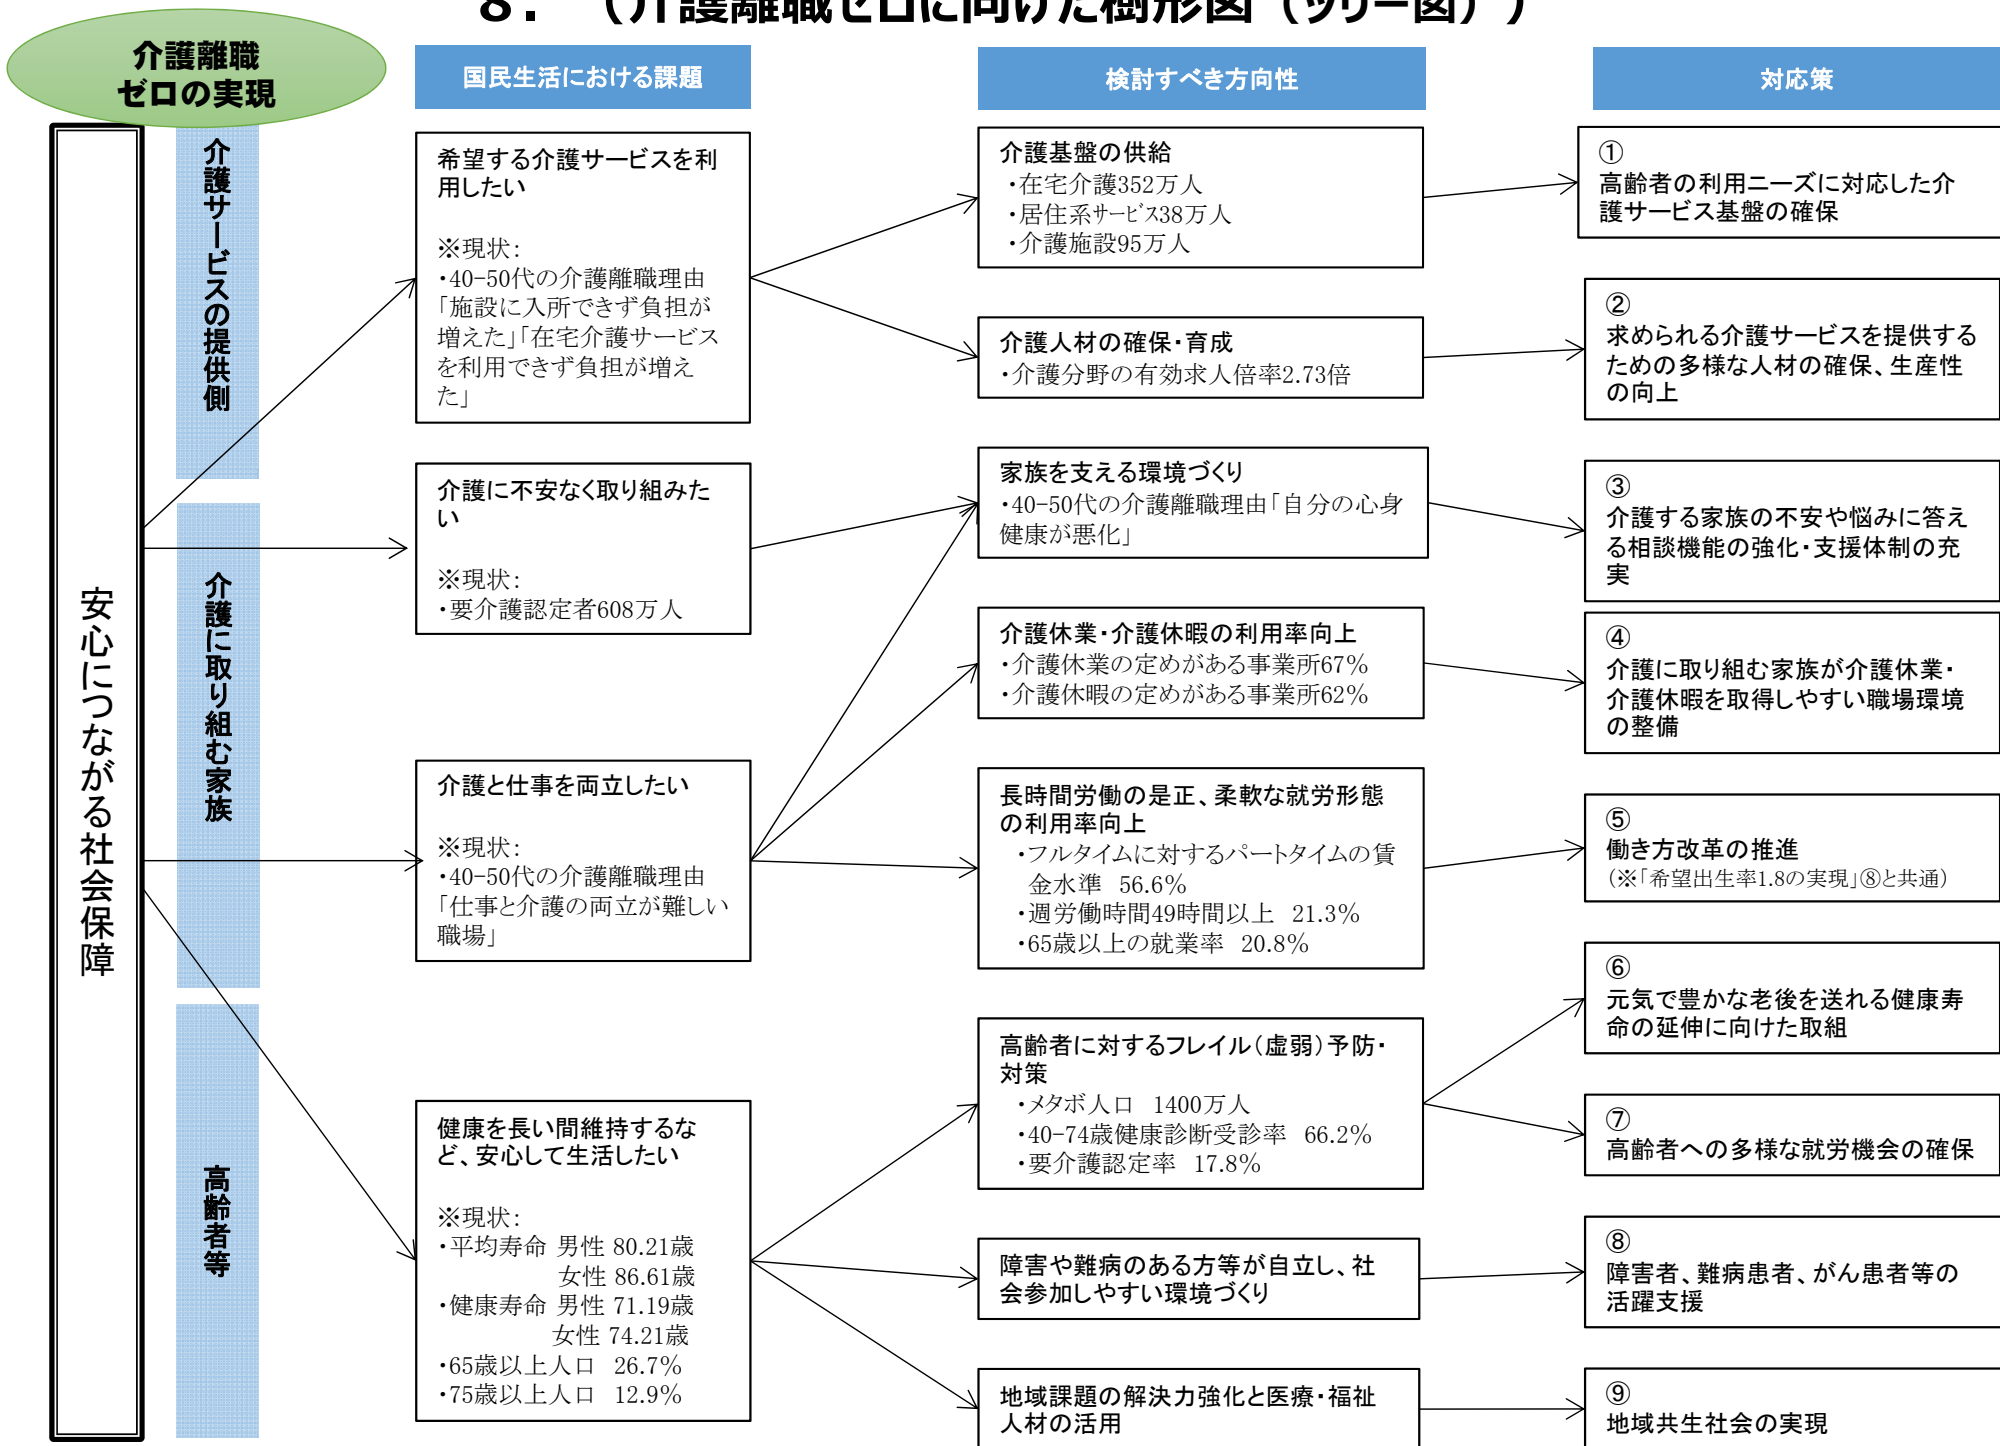 8.　（介護離職ゼロに向けた樹形図（ツリー図））
介護離職
ゼロの実現
国民生活における課題
検討すべき方向性
対応策
安心につながる社会保障
介護サービスの提供側
介護に取り組む家族
高齢者等
希望する介護サービスを利
用したい
※現状：
・40-50代の介護離職理由
「施設に入所できず負担が
増えた」「在宅介護サービス
を利用できず負担が増え
た」
介護に不安なく取り組みた
い
※現状：
・要介護認定者608万人
介護と仕事を両立したい
※現状：
・40-50代の介護離職理由
「仕事と介護の両立が難しい
職場」
健康を長い間維持するな
ど、安心して生活したい
※現状：
・平均寿命 男性 80.21歳
女性 86.61歳
・健康寿命 男性 71.19歳
女性 74.21歳
・65歳以上人口　26.7%
・75歳以上人口　12.9%
介護基盤の供給
・在宅介護352万人
・居住系ｻｰﾋﾞｽ38万人
・介護施設95万人
介護人材の確保・育成
・介護分野の有効求人倍率2.73倍
家族を支える環境づくり
・40-50代の介護離職理由「自分の心身
健康が悪化」
介護休業・介護休暇の利用率向上
・介護休業の定めがある事業所67%
・介護休暇の定めがある事業所62%
長時間労働の是正、柔軟な就労形態
の利用率向上
・フルタイムに対するパートタイムの賃
金水準　56.6%
・週労働時間49時間以上　21.3%
・65歳以上の就業率　20.8%
高齢者に対するフレイル（虚弱）予防・
対策
・メタボ人口　1400万人
・40-74歳健康診断受診率　66.2%
・要介護認定率　17.8%
障害や難病のある方等が自立し、社
会参加しやすい環境づくり
地域課題の解決力強化と医療・福祉
人材の活用
①
高齢者の利用ニーズに対応した介
護サービス基盤の確保
②
求められる介護サービスを提供する
ための多様な人材の確保、生産性
の向上
③
介護する家族の不安や悩みに答え
る相談機能の強化・支援体制の充
実
④
介護に取り組む家族が介護休業・
介護休暇を取得しやすい職場環境
の整備
⑤
働き方改革の推進
（※「希望出生率1.8の実現」⑧と共通）
⑥
元気で豊かな老後を送れる健康寿
命の延伸に向けた取組
⑦
高齢者への多様な就労機会の確保
⑧
障害者、難病患者、がん患者等の
活躍支援
⑨
地域共生社会の実現